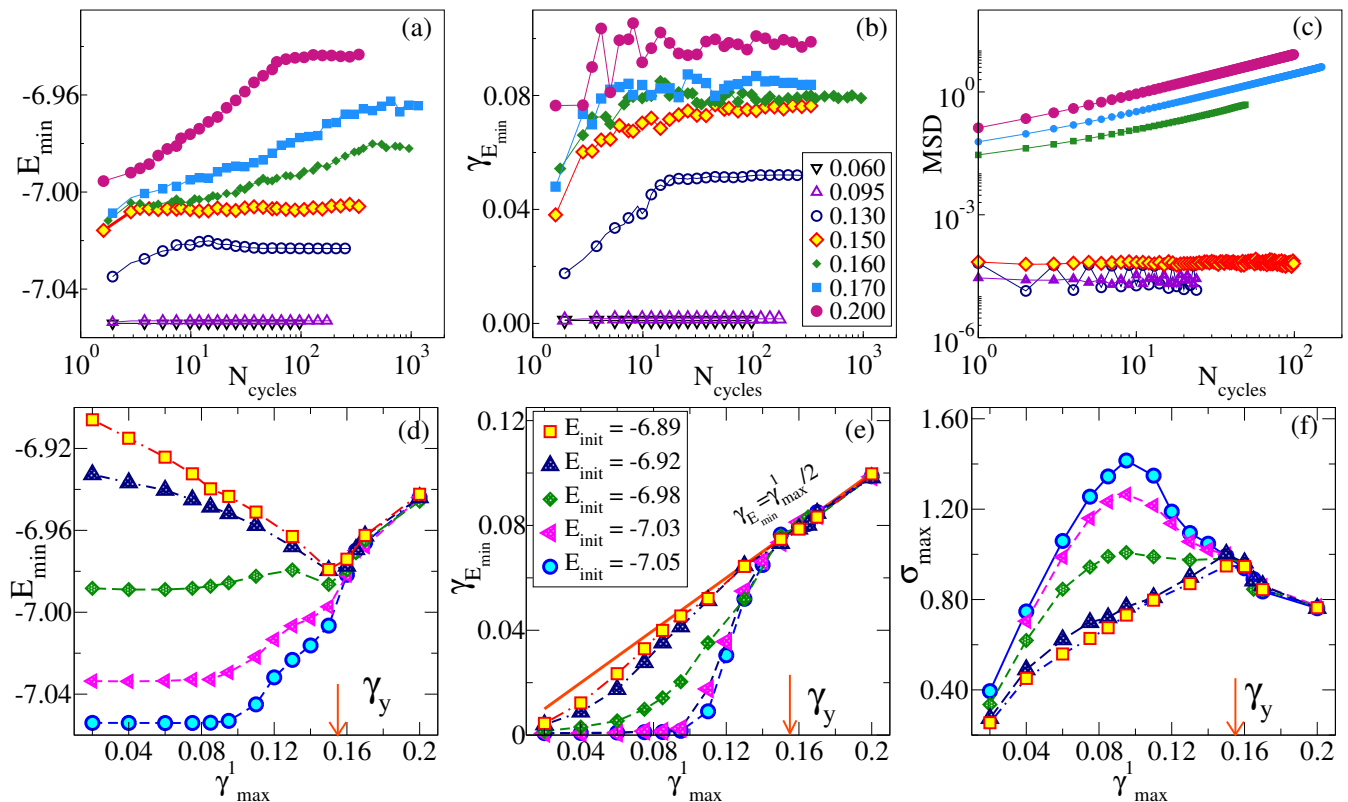 (a)
E_min
-6.96
-7.00
-7.04
10^0 10^1 10^2 10^3
N_cycles
(b)
γ_E_min
0.08
0.04
0.00
0.060
0.095
0.130
0.150
0.160
0.170
0.200
10^0 10^1 10^2 10^3
N_cycles
(c)
MSD
10^0
10^-3
10^-6
10^0 10^1 10^2
N_cycles
(d)
E_min
-6.92
-6.96
-7.00
-7.04
γ_y
0.04 0.08 0.12 0.16 0.2
γ^1_max
(e)
γ_E_min
0.08
0.04
0
E_init = -6.89
E_init = -6.92
E_init = -6.98
E_init = -7.03
E_init = -7.05
γ_E_min=γ^1_max/2
γ_y
0.04 0.08 0.12 0.16 0.2
γ^1_max
(f)
σ_max
1.60
1.20
0.80
0.40
γ_y
0.04 0.08 0.12 0.16 0.2
γ^1_max